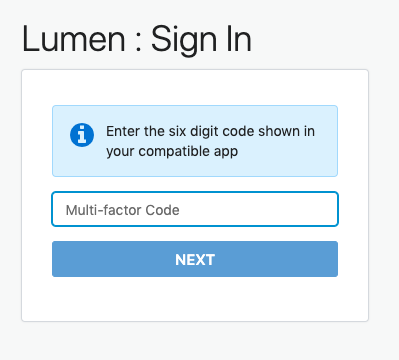 Lumen : Sign In
Enter the six digit code shown in
your compatible app
Multi-factor Code
NEXT